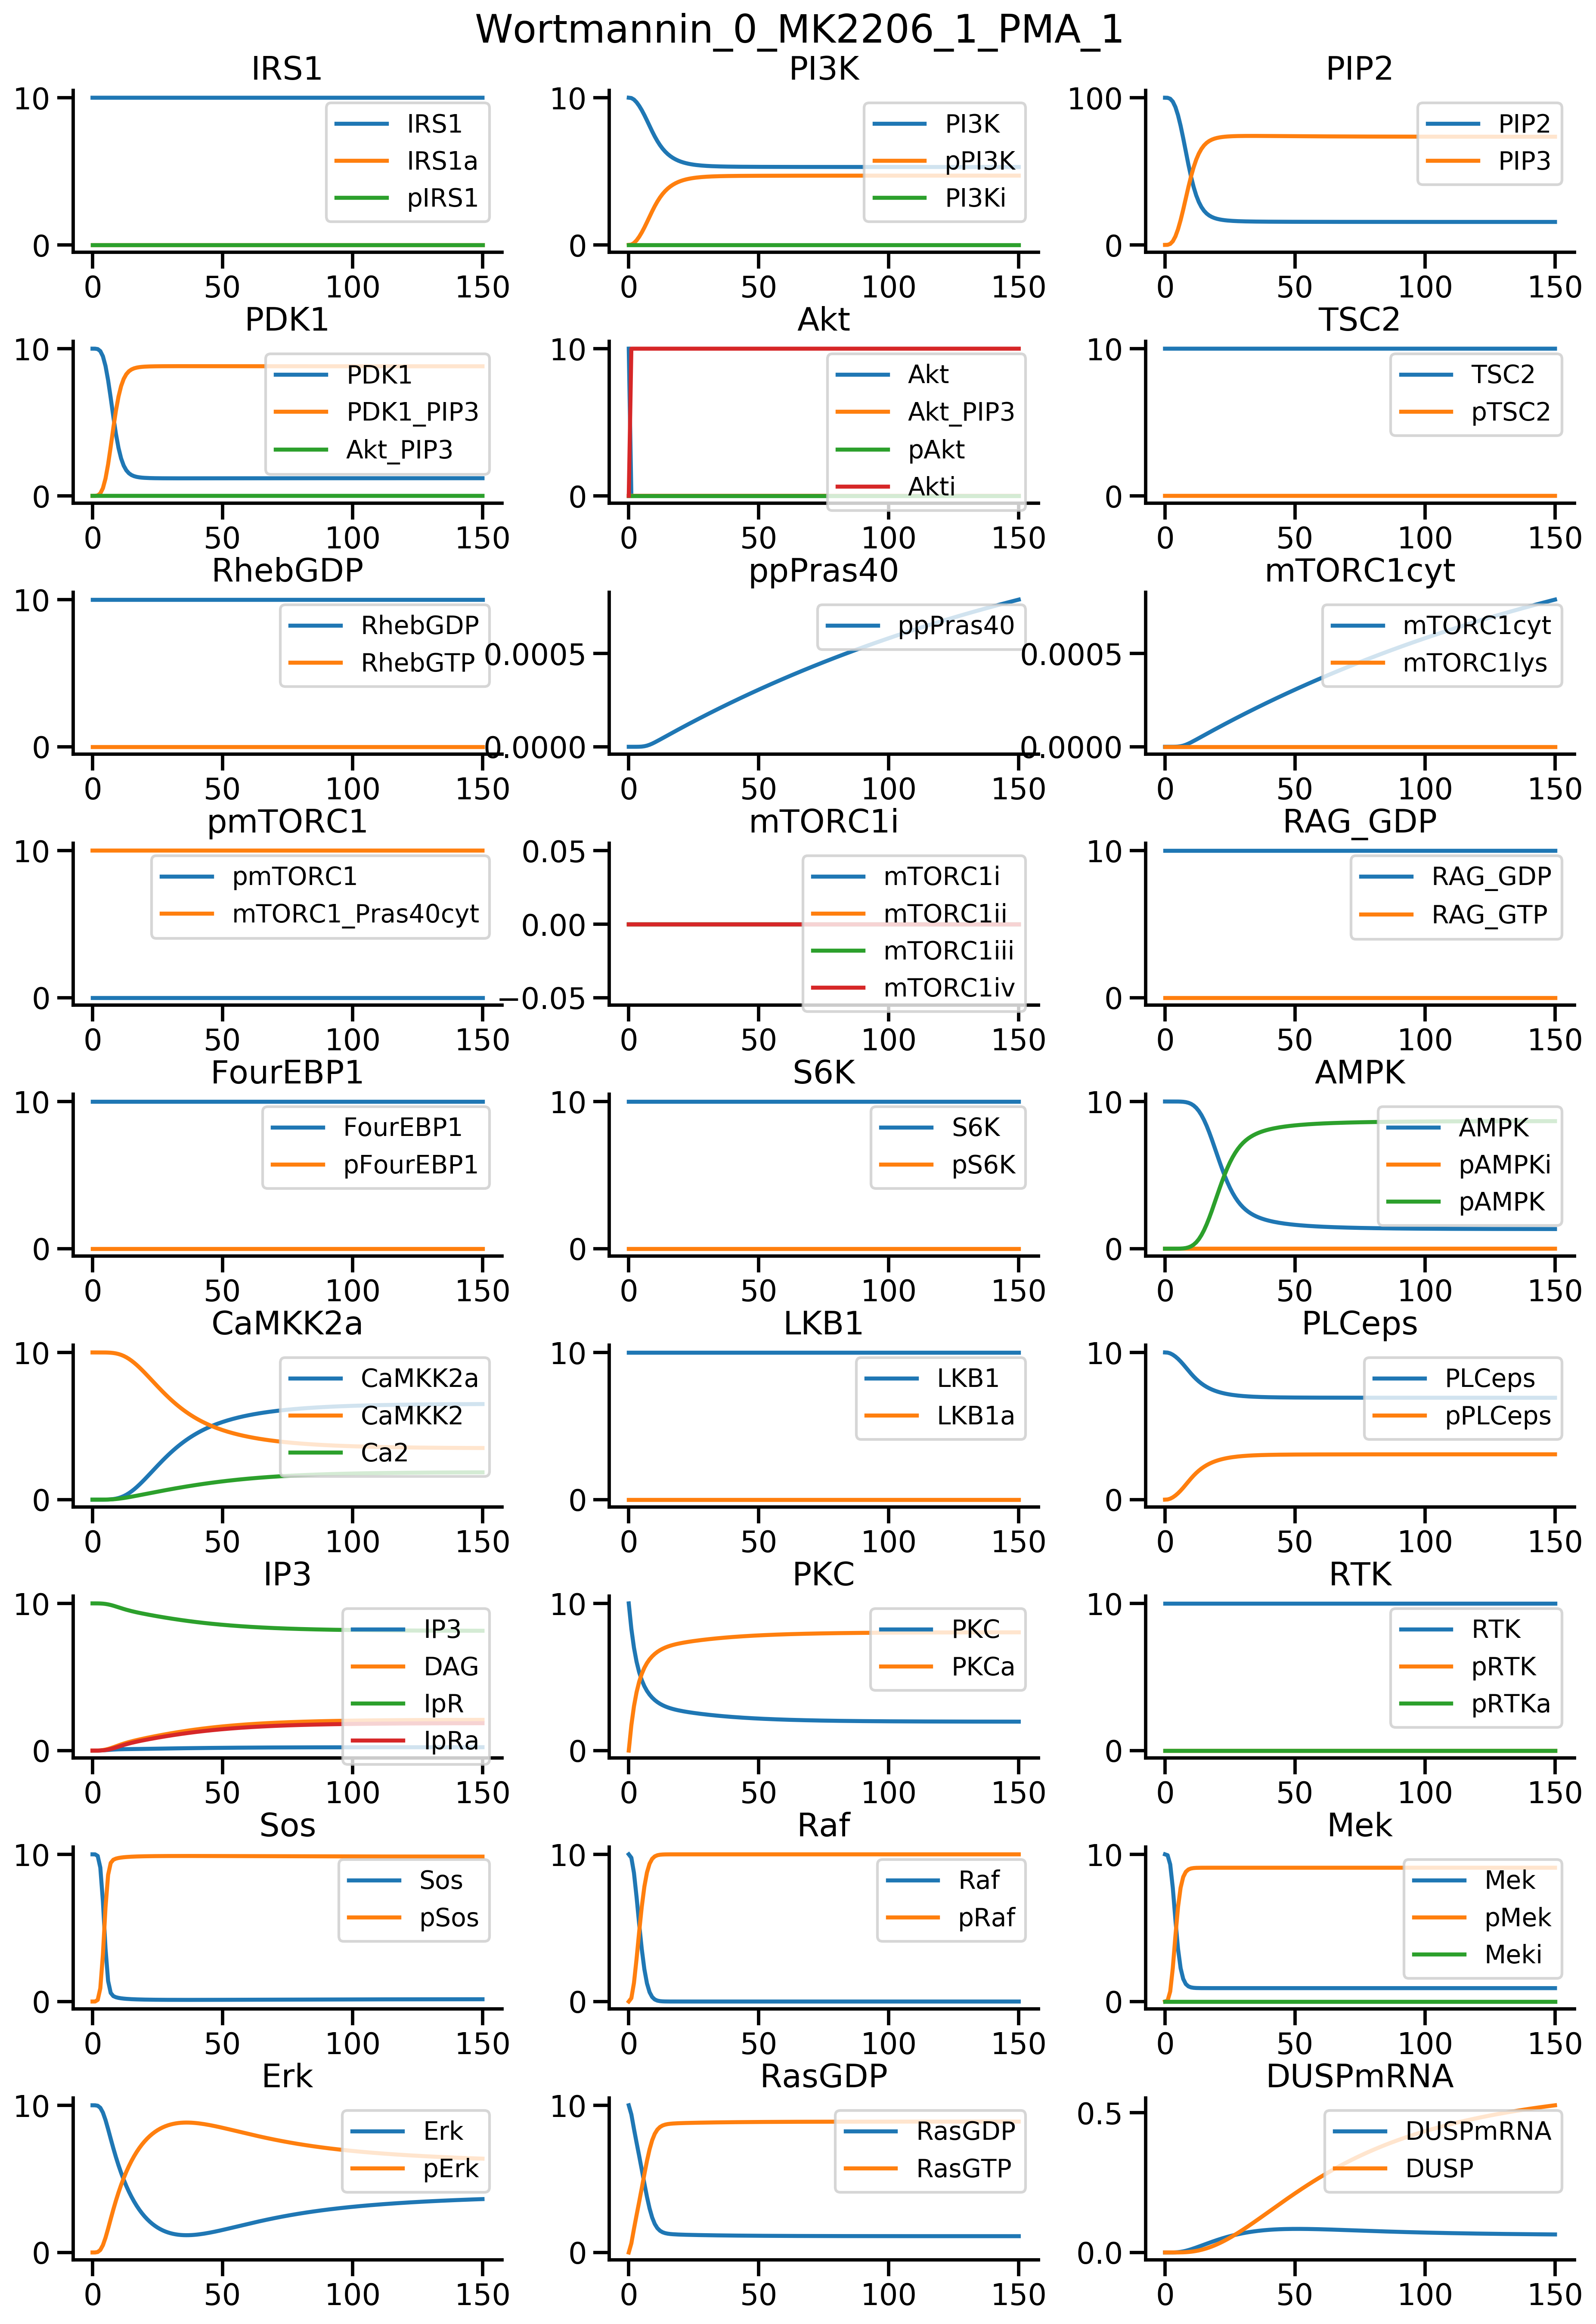 Wortmannin_0_MK2206_1_PMA_1
IRS1
10
0
0 50 100 150
IRS1
IRS1a
pIRS1
PI3K
10
0
0 50 100 150
PI3K
pPI3K
PI3Ki
PIP2
100
0
0 50 100 150
PIP2
PIP3
PDK1
10
0
0 50 100 150
PDK1
PDK1_PIP3
Akt_PIP3
Akt
10
0
0 50 100 150
Akt
Akt_PIP3
pAkt
Akti
TSC2
10
0
0 50 100 150
TSC2
pTSC2
RhebGDP
10
0
0 50 100 150
RhebGDP
RhebGTP
ppPras40
0.0005
0.0000
0 50 100 150
ppPras40
mTORC1cyt
0.0005
0.0000
0 50 100 150
mTORC1cyt
mTORC1lys
pmTORC1
10
0
0 50 100 150
pmTORC1
mTORC1_Pras40cyt
mTORC1i
0.05
0.00
−0.05
0 50 100 150
mTORC1i
mTORC1ii
mTORC1iii
mTORC1iv
RAG_GDP
10
0
0 50 100 150
RAG_GDP
RAG_GTP
FourEBP1
10
0
0 50 100 150
FourEBP1
pFourEBP1
S6K
10
0
0 50 100 150
S6K
pS6K
AMPK
10
0
0 50 100 150
AMPK
pAMPKi
pAMPK
CaMKK2a
10
0
0 50 100 150
CaMKK2a
CaMKK2
Ca2
LKB1
10
0
0 50 100 150
LKB1
LKB1a
PLCeps
10
0
0 50 100 150
PLCeps
pPLCeps
IP3
10
0
0 50 100 150
IP3
DAG
IpR
IpRa
PKC
10
0
0 50 100 150
PKC
PKCa
RTK
10
0
0 50 100 150
RTK
pRTK
pRTKa
Sos
10
0
0 50 100 150
Sos
pSos
Raf
10
0
0 50 100 150
Raf
pRaf
Mek
10
0
0 50 100 150
Mek
pMek
Meki
Erk
10
0
0 50 100 150
Erk
pErk
RasGDP
10
0
0 50 100 150
RasGDP
RasGTP
DUSPmRNA
0.5
0.0
0 50 100 150
DUSPmRNA
DUSP